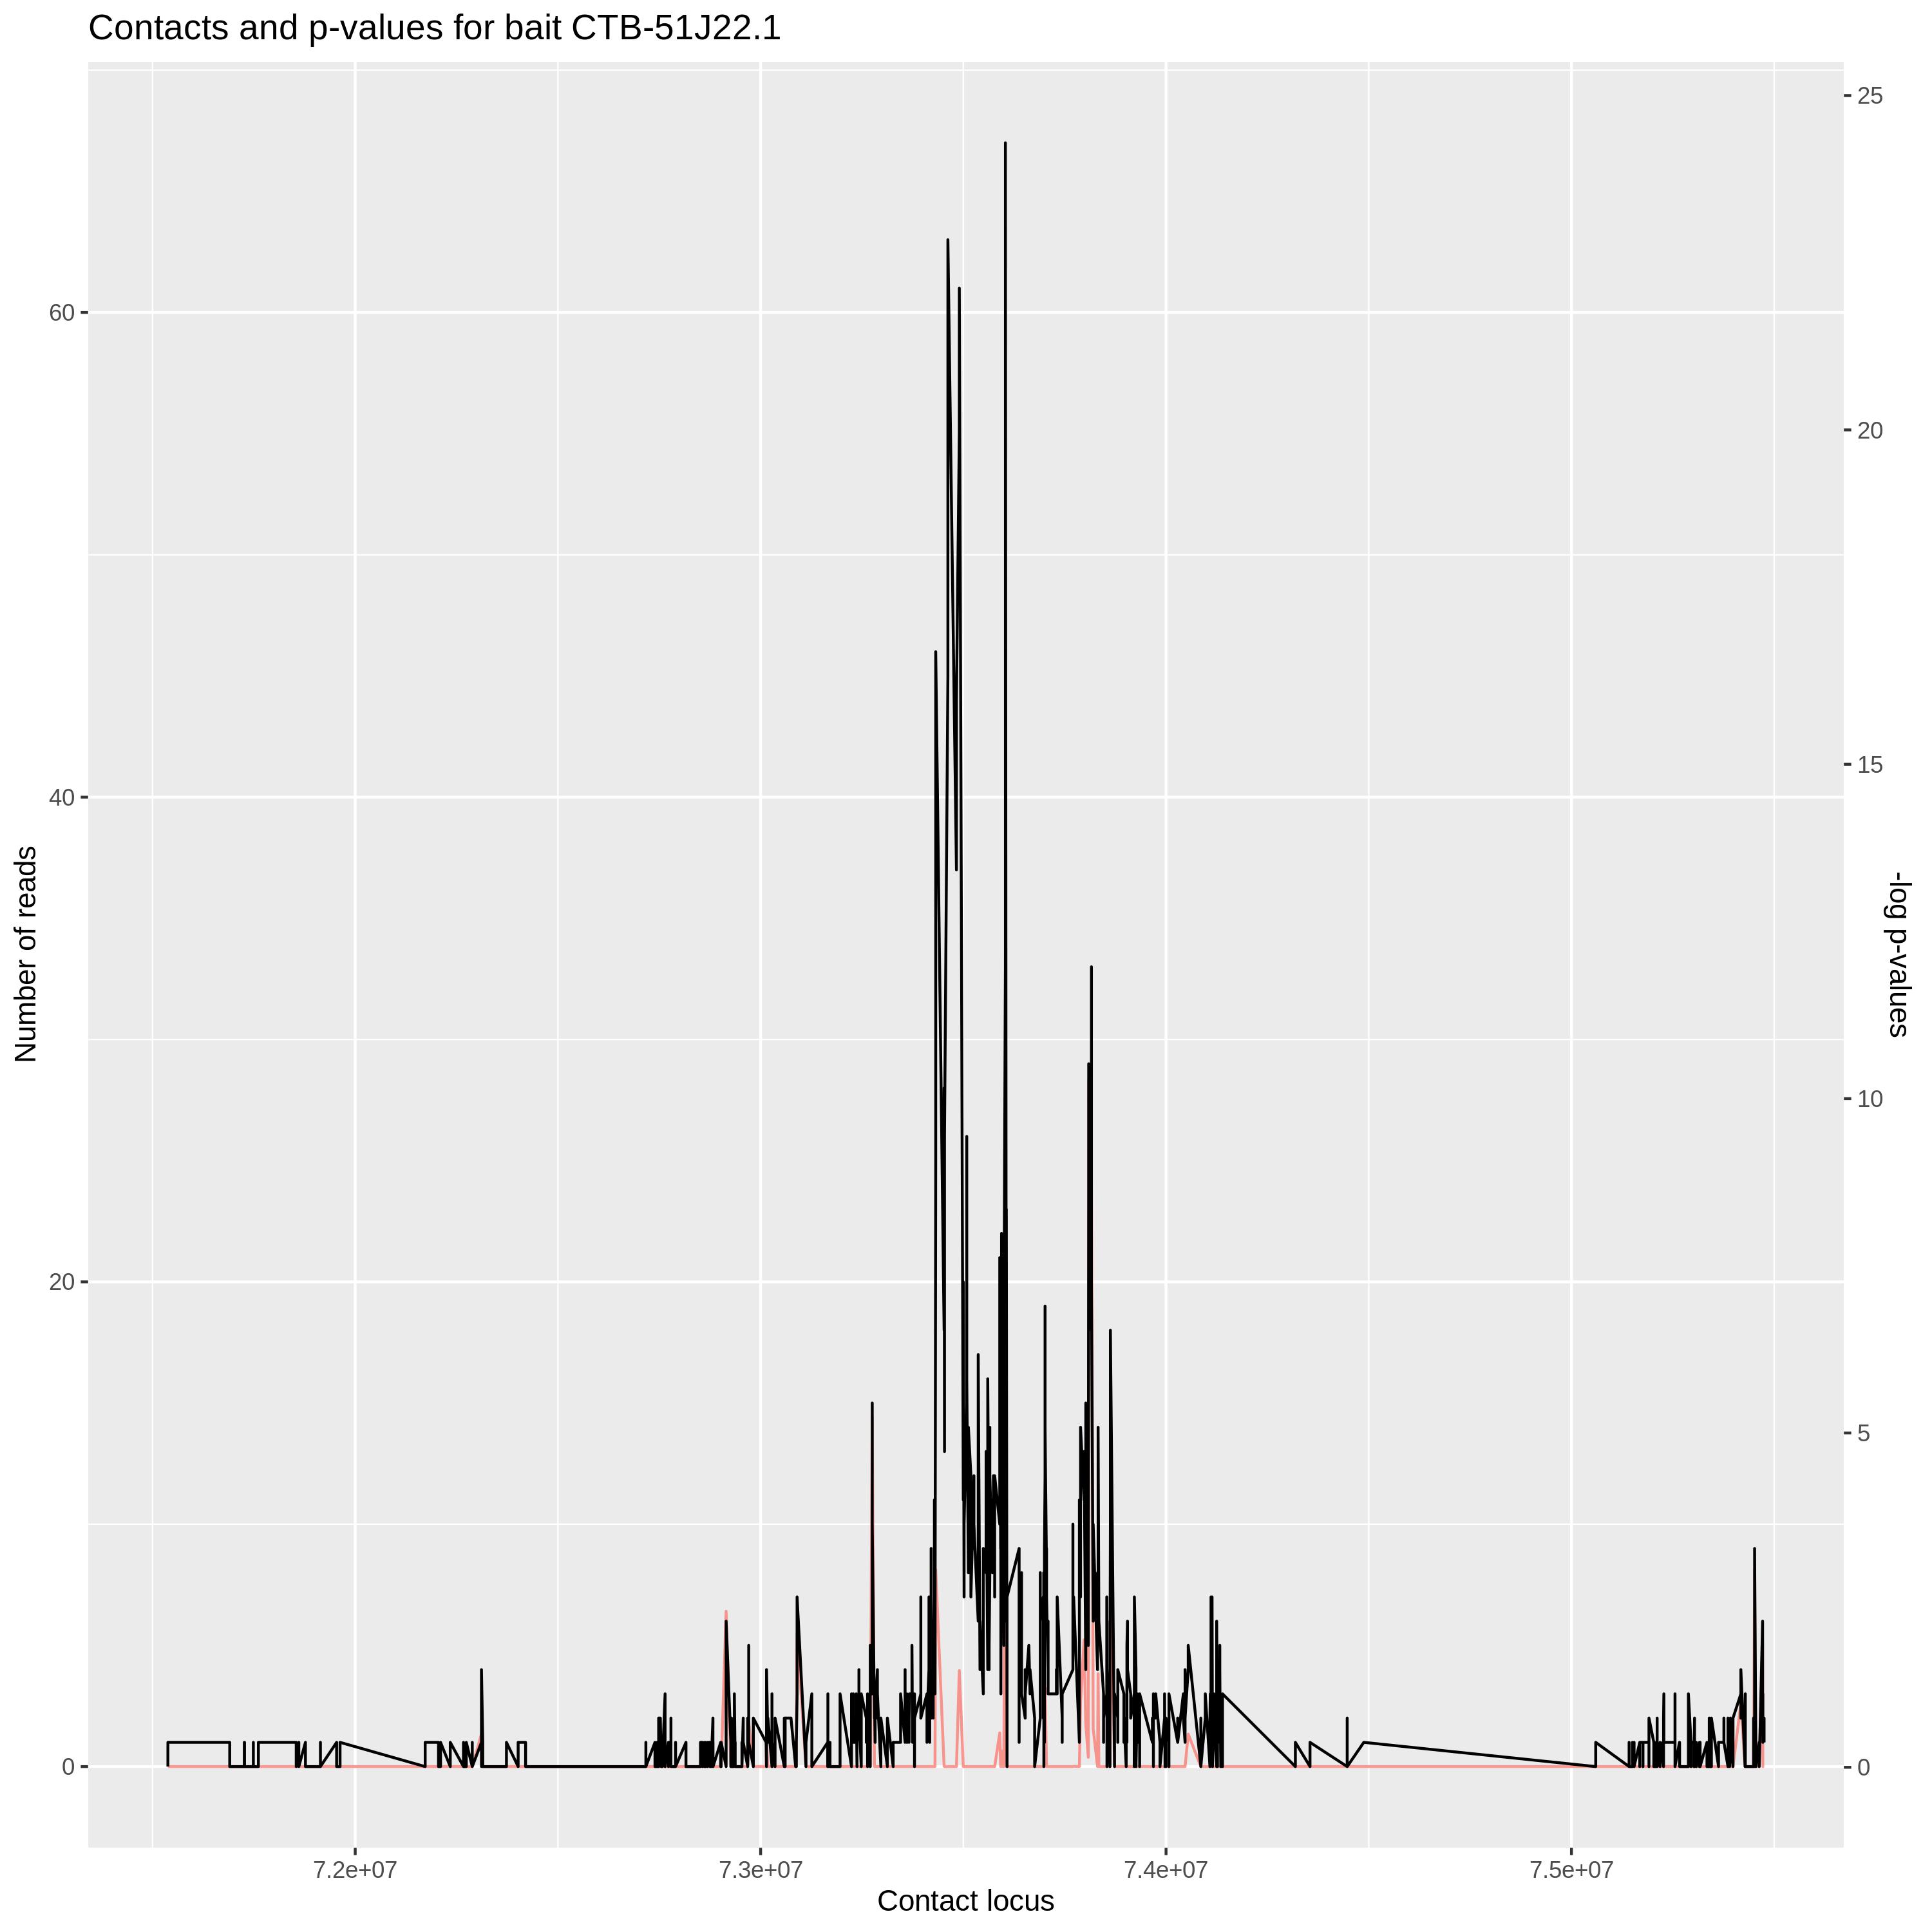 Contacts and p-values for bait CTB-51J22.1
60
40
20
0
Number of reads
25
20
15
10
5
0
-log p-values
7.2e+07
7.3e+07
7.4e+07
7.5e+07
Contact locus